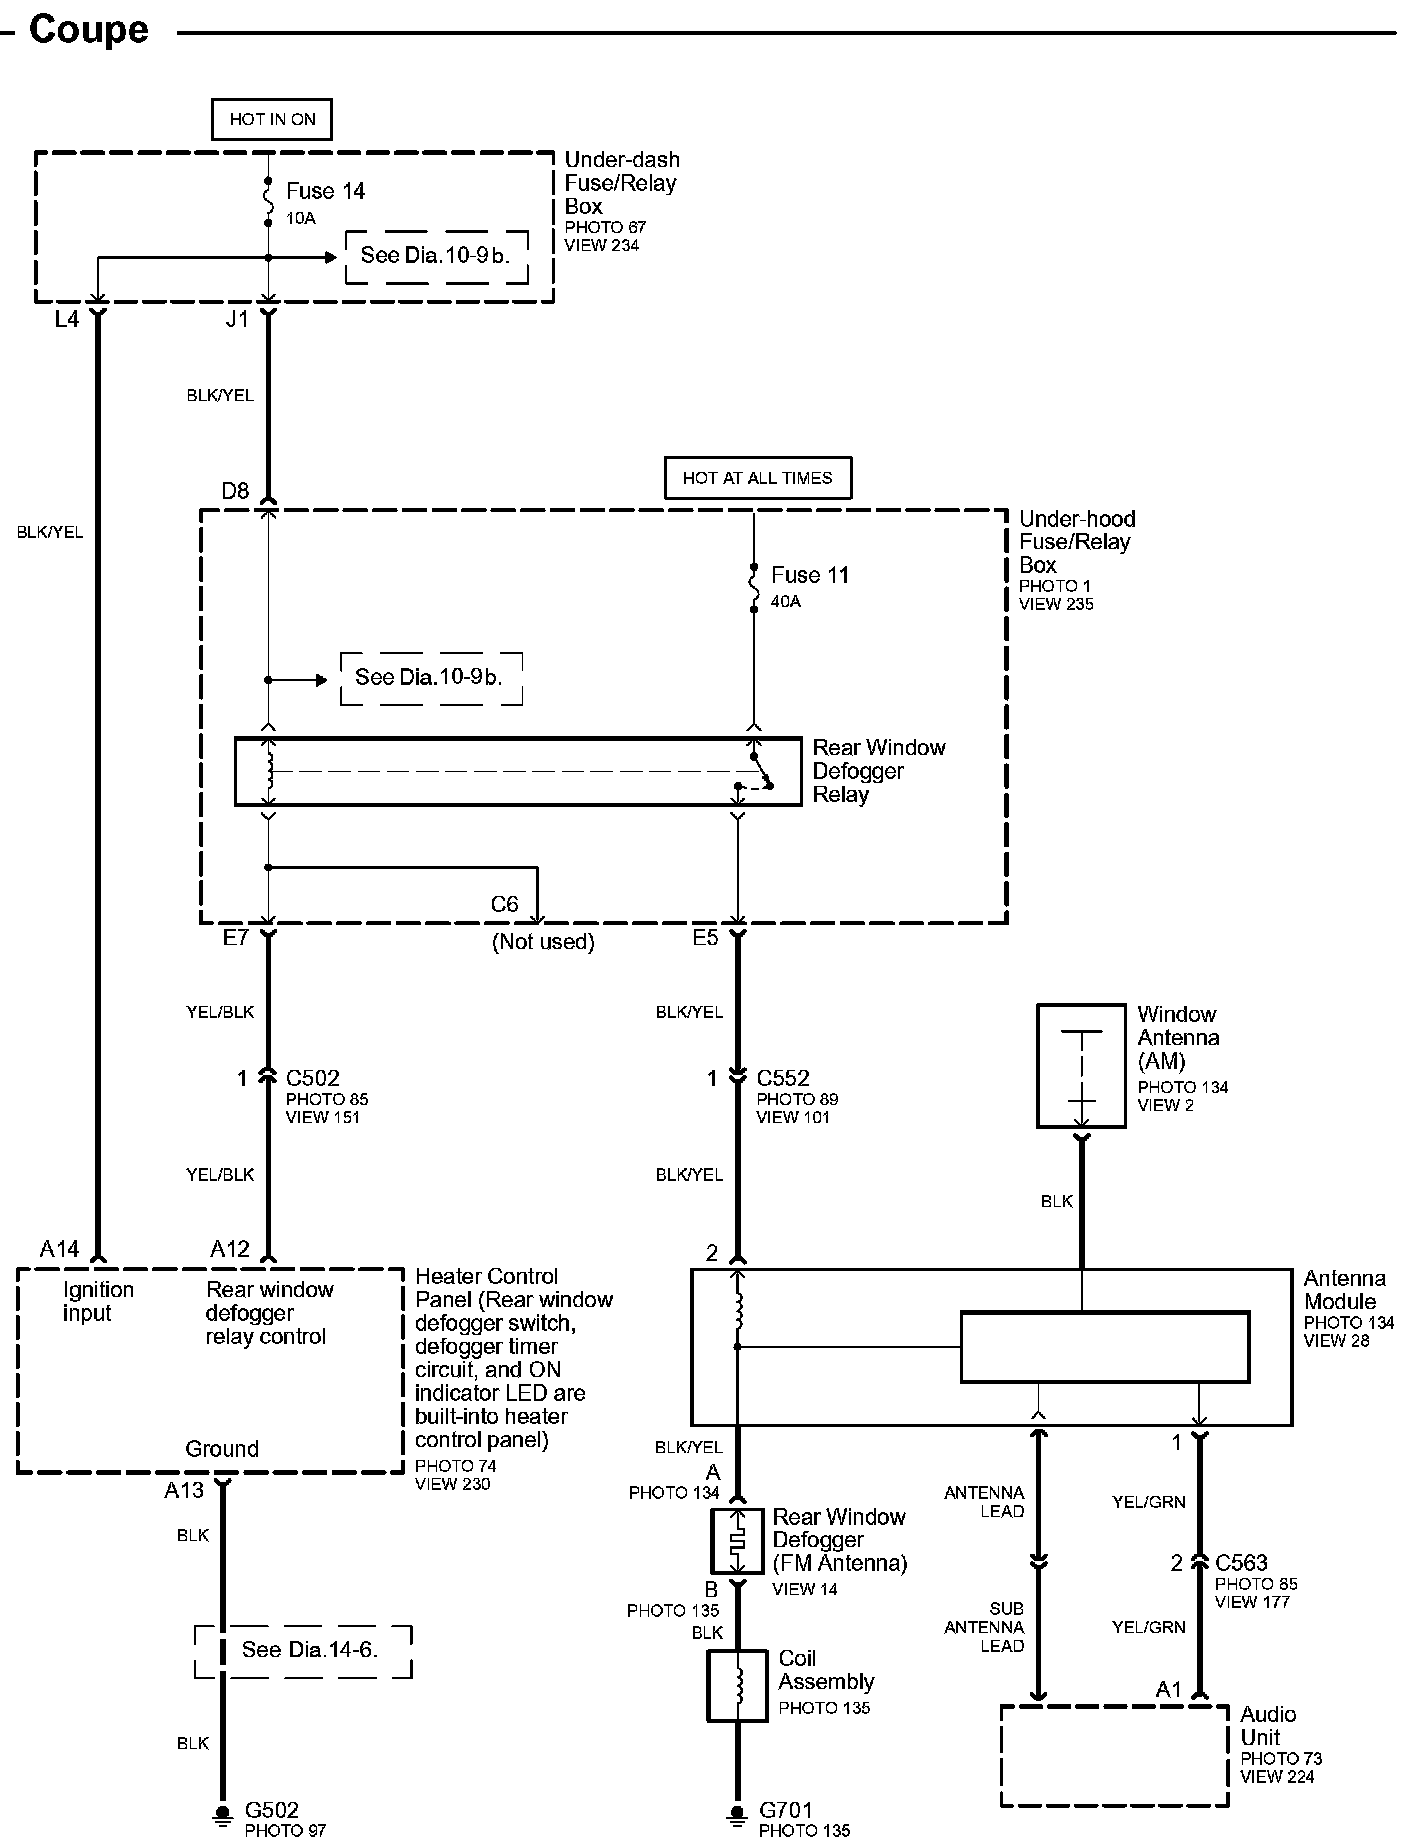 Coupe
HOT IN ON
Under-dash
Fuse/Relay
Box
PHOTO 67
VIEW 234
Fuse 14
10A
See Dia.10-9b.
L4
J1
BLK/YEL
HOT AT ALL TIMES
D8
BLK/YEL
Under-hood
Fuse/Relay
Box
PHOTO 1
VIEW 235
Fuse 11
40A
See Dia.10-9b.
Rear Window
Defogger
Relay
C6
(Not used)
E7
E5
YEL/BLK
BLK/YEL
Window
Antenna
(AM)
PHOTO 134
VIEW 2
1
C502
PHOTO 85
VIEW 151
1
C552
PHOTO 89
VIEW 101
YEL/BLK
BLK/YEL
BLK
A14
A12
2
Ignition
input
Rear window
defogger
relay control
Heater Control
Panel (Rear window
defogger switch,
defogger timer
circuit, and ON
indicator LED are
built-into heater
control panel)
PHOTO 74
VIEW 230
Antenna
Module
PHOTO 134
VIEW 28
Ground
A13
BLK
BLK/YEL
A
PHOTO 134
1
Rear Window
Defogger
(FM Antenna)
VIEW 14
ANTENNA
LEAD
YEL/GRN
B
PHOTO 135
BLK
2
C563
PHOTO 85
VIEW 177
SUB
ANTENNA
LEAD
YEL/GRN
See Dia.14-6.
Coil
Assembly
PHOTO 135
A1
BLK
Audio
Unit
PHOTO 73
VIEW 224
G502
PHOTO 97
G701
PHOTO 135